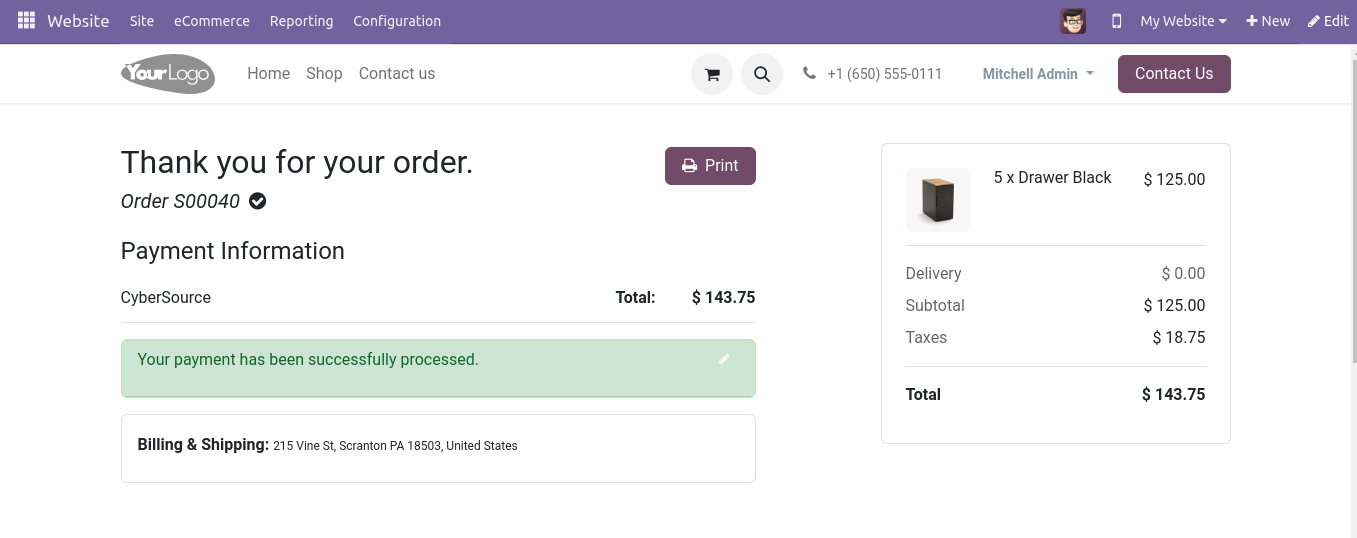 Website Site eCommerce Reporting Configuration My Website New Edit
YourLogo Home Shop Contact us +1 (650) 555-0111 Mitchell Admin Contact Us
Thank you for your order.
Print
Order S00040
Payment Information
CyberSource Total: $ 143.75
Your payment has been successfully processed.
Billing & Shipping: 215 Vine St, Scranton PA 18503, United States
5 x Drawer Black $ 125.00
Delivery $ 0.00
Subtotal $ 125.00
Taxes $ 18.75
Total $ 143.75